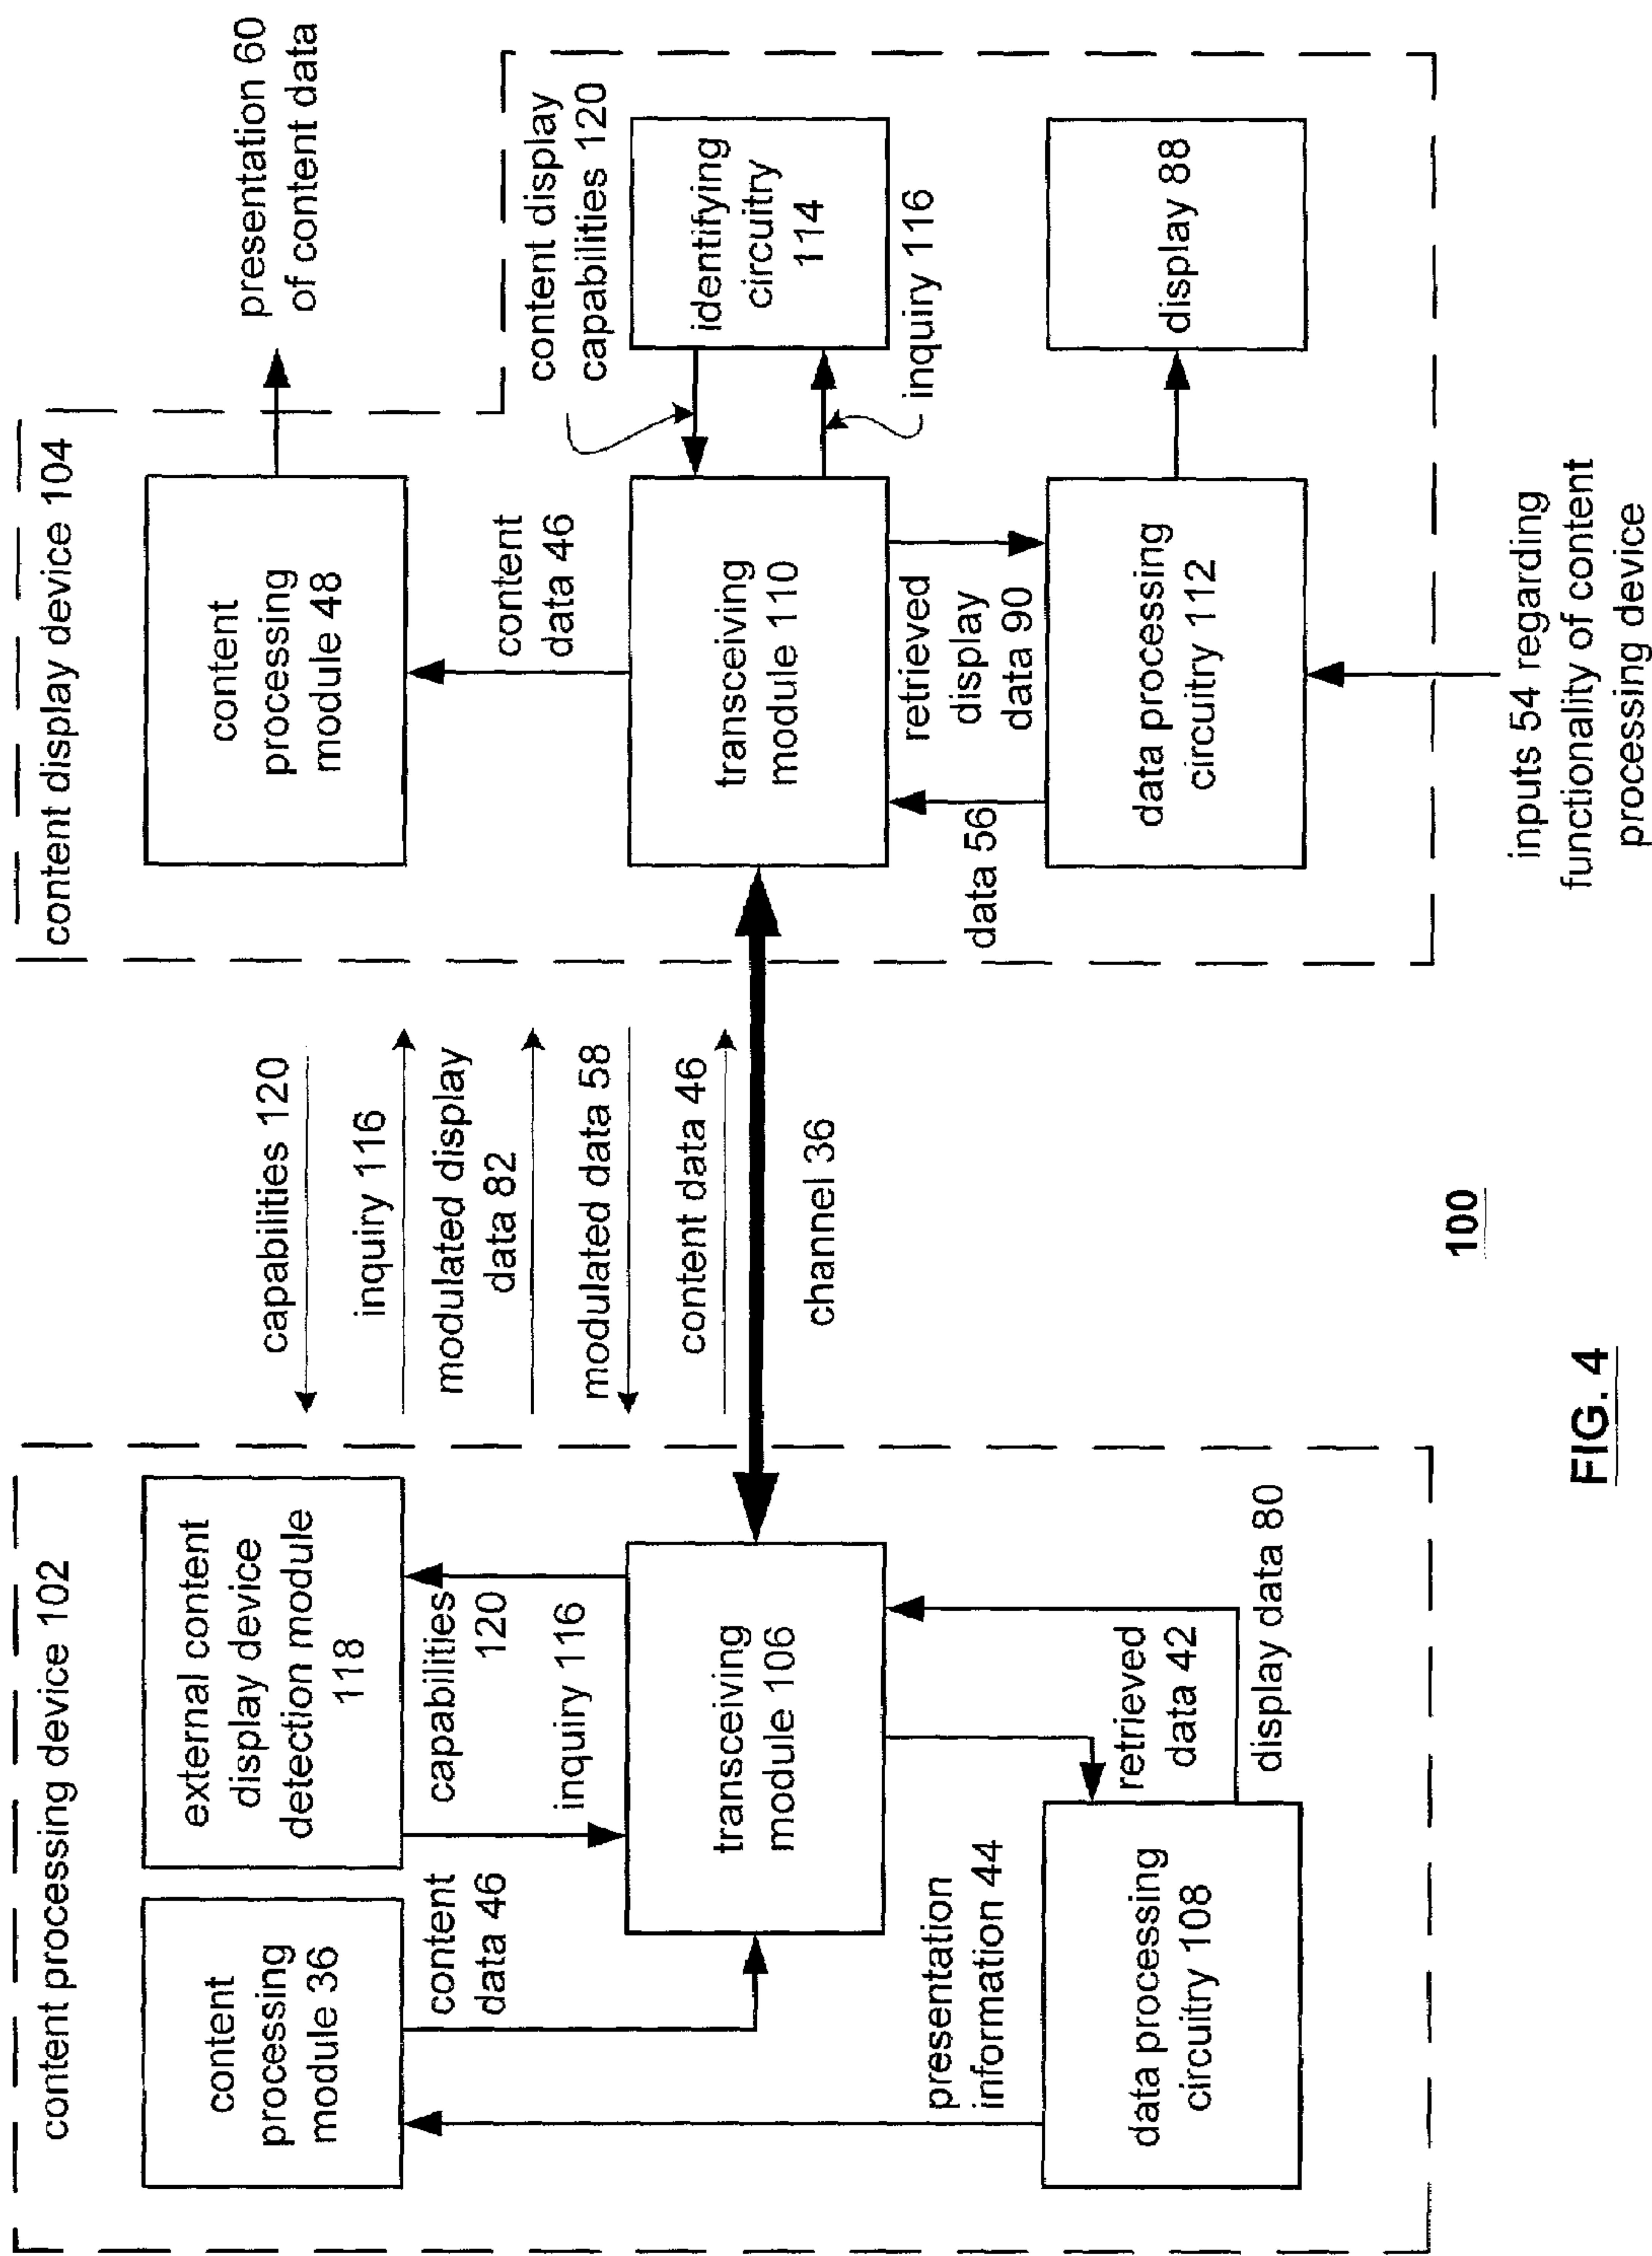 content processing device 102
content
processing
module 36
external content
display device
detection module
118
content
data 46
capabilities
120
inquiry 116
transceiving
module 106
presentation
information 44
retrieved
data 42
display data 80
data processing
circuitry 108
capabilities 120
inquiry 116
modulated display
data 82
modulated data 58
content data 46
channel 36
content display device 104
content
processing
module 48
presentation 60
of content data
content
data 46
content display
capabilities 120
transceiving
module 110
identifying
circuitry
114
inquiry 116
data 56
retrieved
display
data 90
data processing
circuitry 112
display 88
inputs 54 regarding
functionality of content
processing device
100
FIG. 4